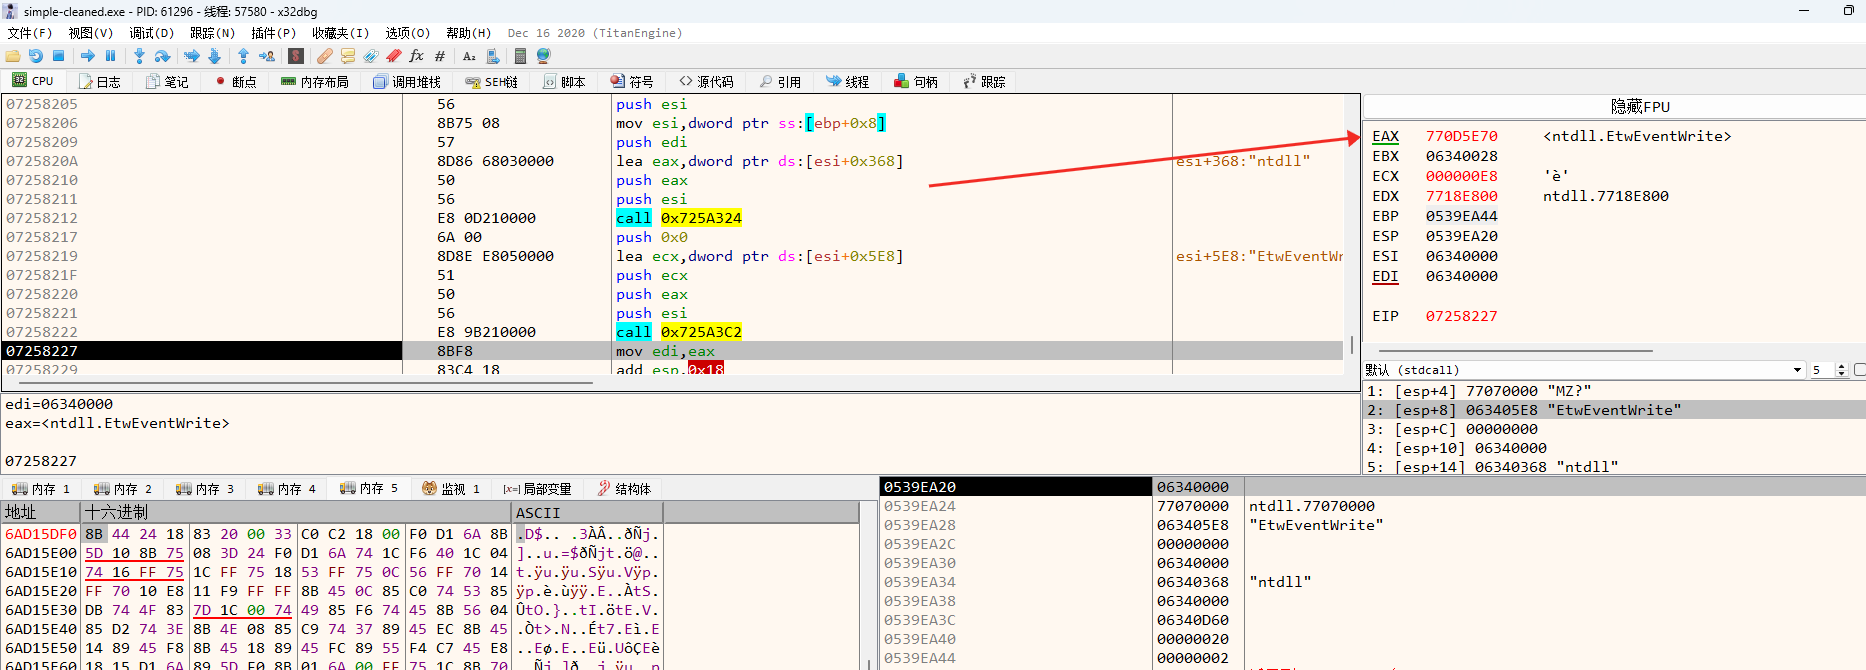 simple-cleaned.exe - PID: 61296 - 线程: 57580 - x32dbg
文件(F) 视图(V) 调试(D) 跟踪(N) 插件(P) 收藏夹(I) 选项(O) 帮助(H) Dec 16 2020 (TitanEngine)
CPU 日志 笔记 断点 内存布局 调用堆栈 SEH链 脚本 符号 源代码 引用 线程 句柄 跟踪
07258205 56 push esi
07258206 8B75 08 mov esi,dword ptr ss:[ebp+0x8]
07258209 57 push edi
0725820A 8D86 68030000 lea eax,dword ptr ds:[esi+0x368] esi+368:"ntdll"
07258210 50 push eax
07258211 56 push esi
07258212 E8 0D210000 call 0x725A324
07258217 6A 00 push 0x0
07258219 8D8E E8050000 lea ecx,dword ptr ds:[esi+0x5E8] esi+5E8:"EtwEventWr
0725821F 51 push ecx
07258220 50 push eax
07258221 56 push esi
07258222 E8 9B210000 call 0x725A3C2
07258227 8BF8 mov edi,eax
07258229 83C4 18 add esp,0x18
隐藏FPU
EAX 770D5E70 <ntdll.EtwEventWrite>
EBX 06340028
ECX 000000E8 'è'
EDX 7718E800 ntdll.7718E800
EBP 0539EA44
ESP 0539EA20
ESI 06340000
EDI 06340000
EIP 07258227
默认 (stdcall) 5
1: [esp+4] 77070000 "MZ?"
2: [esp+8] 063405E8 "EtwEventWrite"
3: [esp+C] 00000000
4: [esp+10] 06340000
5: [esp+14] 06340368 "ntdll"
edi=06340000
eax=<ntdll.EtwEventWrite>
07258227
内存 1 内存 2 内存 3 内存 4 内存 5 监视 1 [x=] 局部变量 结构体
地址 十六进制 ASCII
6AD15DF0 8B 44 24 18 83 20 00 33 C0 C2 18 00 F0 D1 6A 8B .D$.. .3ÀÂ..ðÑj.
6AD15E00 5D 10 8B 75 08 3D 24 F0 D1 6A 74 1C F6 40 1C 04 ]..u.=$ðÑjt.ö@..
6AD15E10 74 16 FF 75 1C FF 75 18 53 FF 75 0C 56 FF 70 14 t.ÿu.ÿu.Sÿu.Vÿp.
6AD15E20 FF 70 10 E8 11 F9 FF FF 8B 45 0C 85 C0 74 53 85 ÿp.è.ùÿÿ.E..ÀtS.
6AD15E30 DB 74 4F 83 7D 1C 00 74 49 85 F6 74 45 8B 56 04 ÛtO.}..tI.ötE.V.
6AD15E40 85 D2 74 3E 8B 4E 08 85 C9 74 37 89 45 EC 8B 45 .Òt>.N..Ét7.Eì.E
6AD15E50 14 89 45 F8 8B 45 18 89 45 FC 89 55 F4 C7 45 E8 ..Eø.E..Eü.UôÇEè
6AD15E60 18 15 D1 6A 89 5D F0 8B 01 6A 00 FF 75 1C 8B 70 ..Ñj.]ð..j.ÿu..p
0539EA20 06340000
0539EA24 77070000 ntdll.77070000
0539EA28 063405E8 "EtwEventWrite"
0539EA2C 00000000
0539EA30 06340000
0539EA34 06340368 "ntdll"
0539EA38 06340000
0539EA3C 06340D60
0539EA40 00000020
0539EA44 00000002